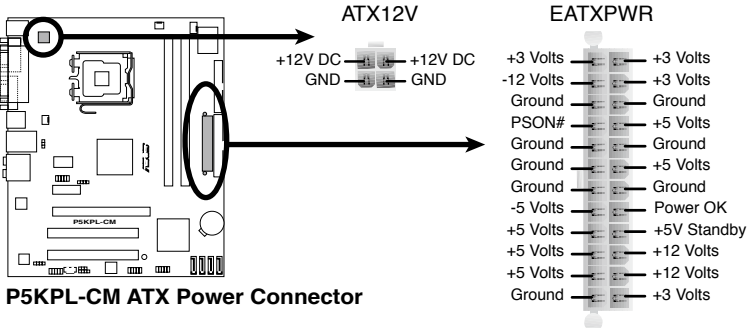 ATX12V
+12V DC +12V DC
GND GND
EATXPWR
+3 Volts +3 Volts
-12 Volts +3 Volts
Ground Ground
PSON# +5 Volts
Ground Ground
Ground +5 Volts
Ground Ground
-5 Volts Power OK
+5 Volts +5V Standby
+5 Volts +12 Volts
+5 Volts +12 Volts
Ground +3 Volts
P5KPL-CM
P5KPL-CM ATX Power Connector